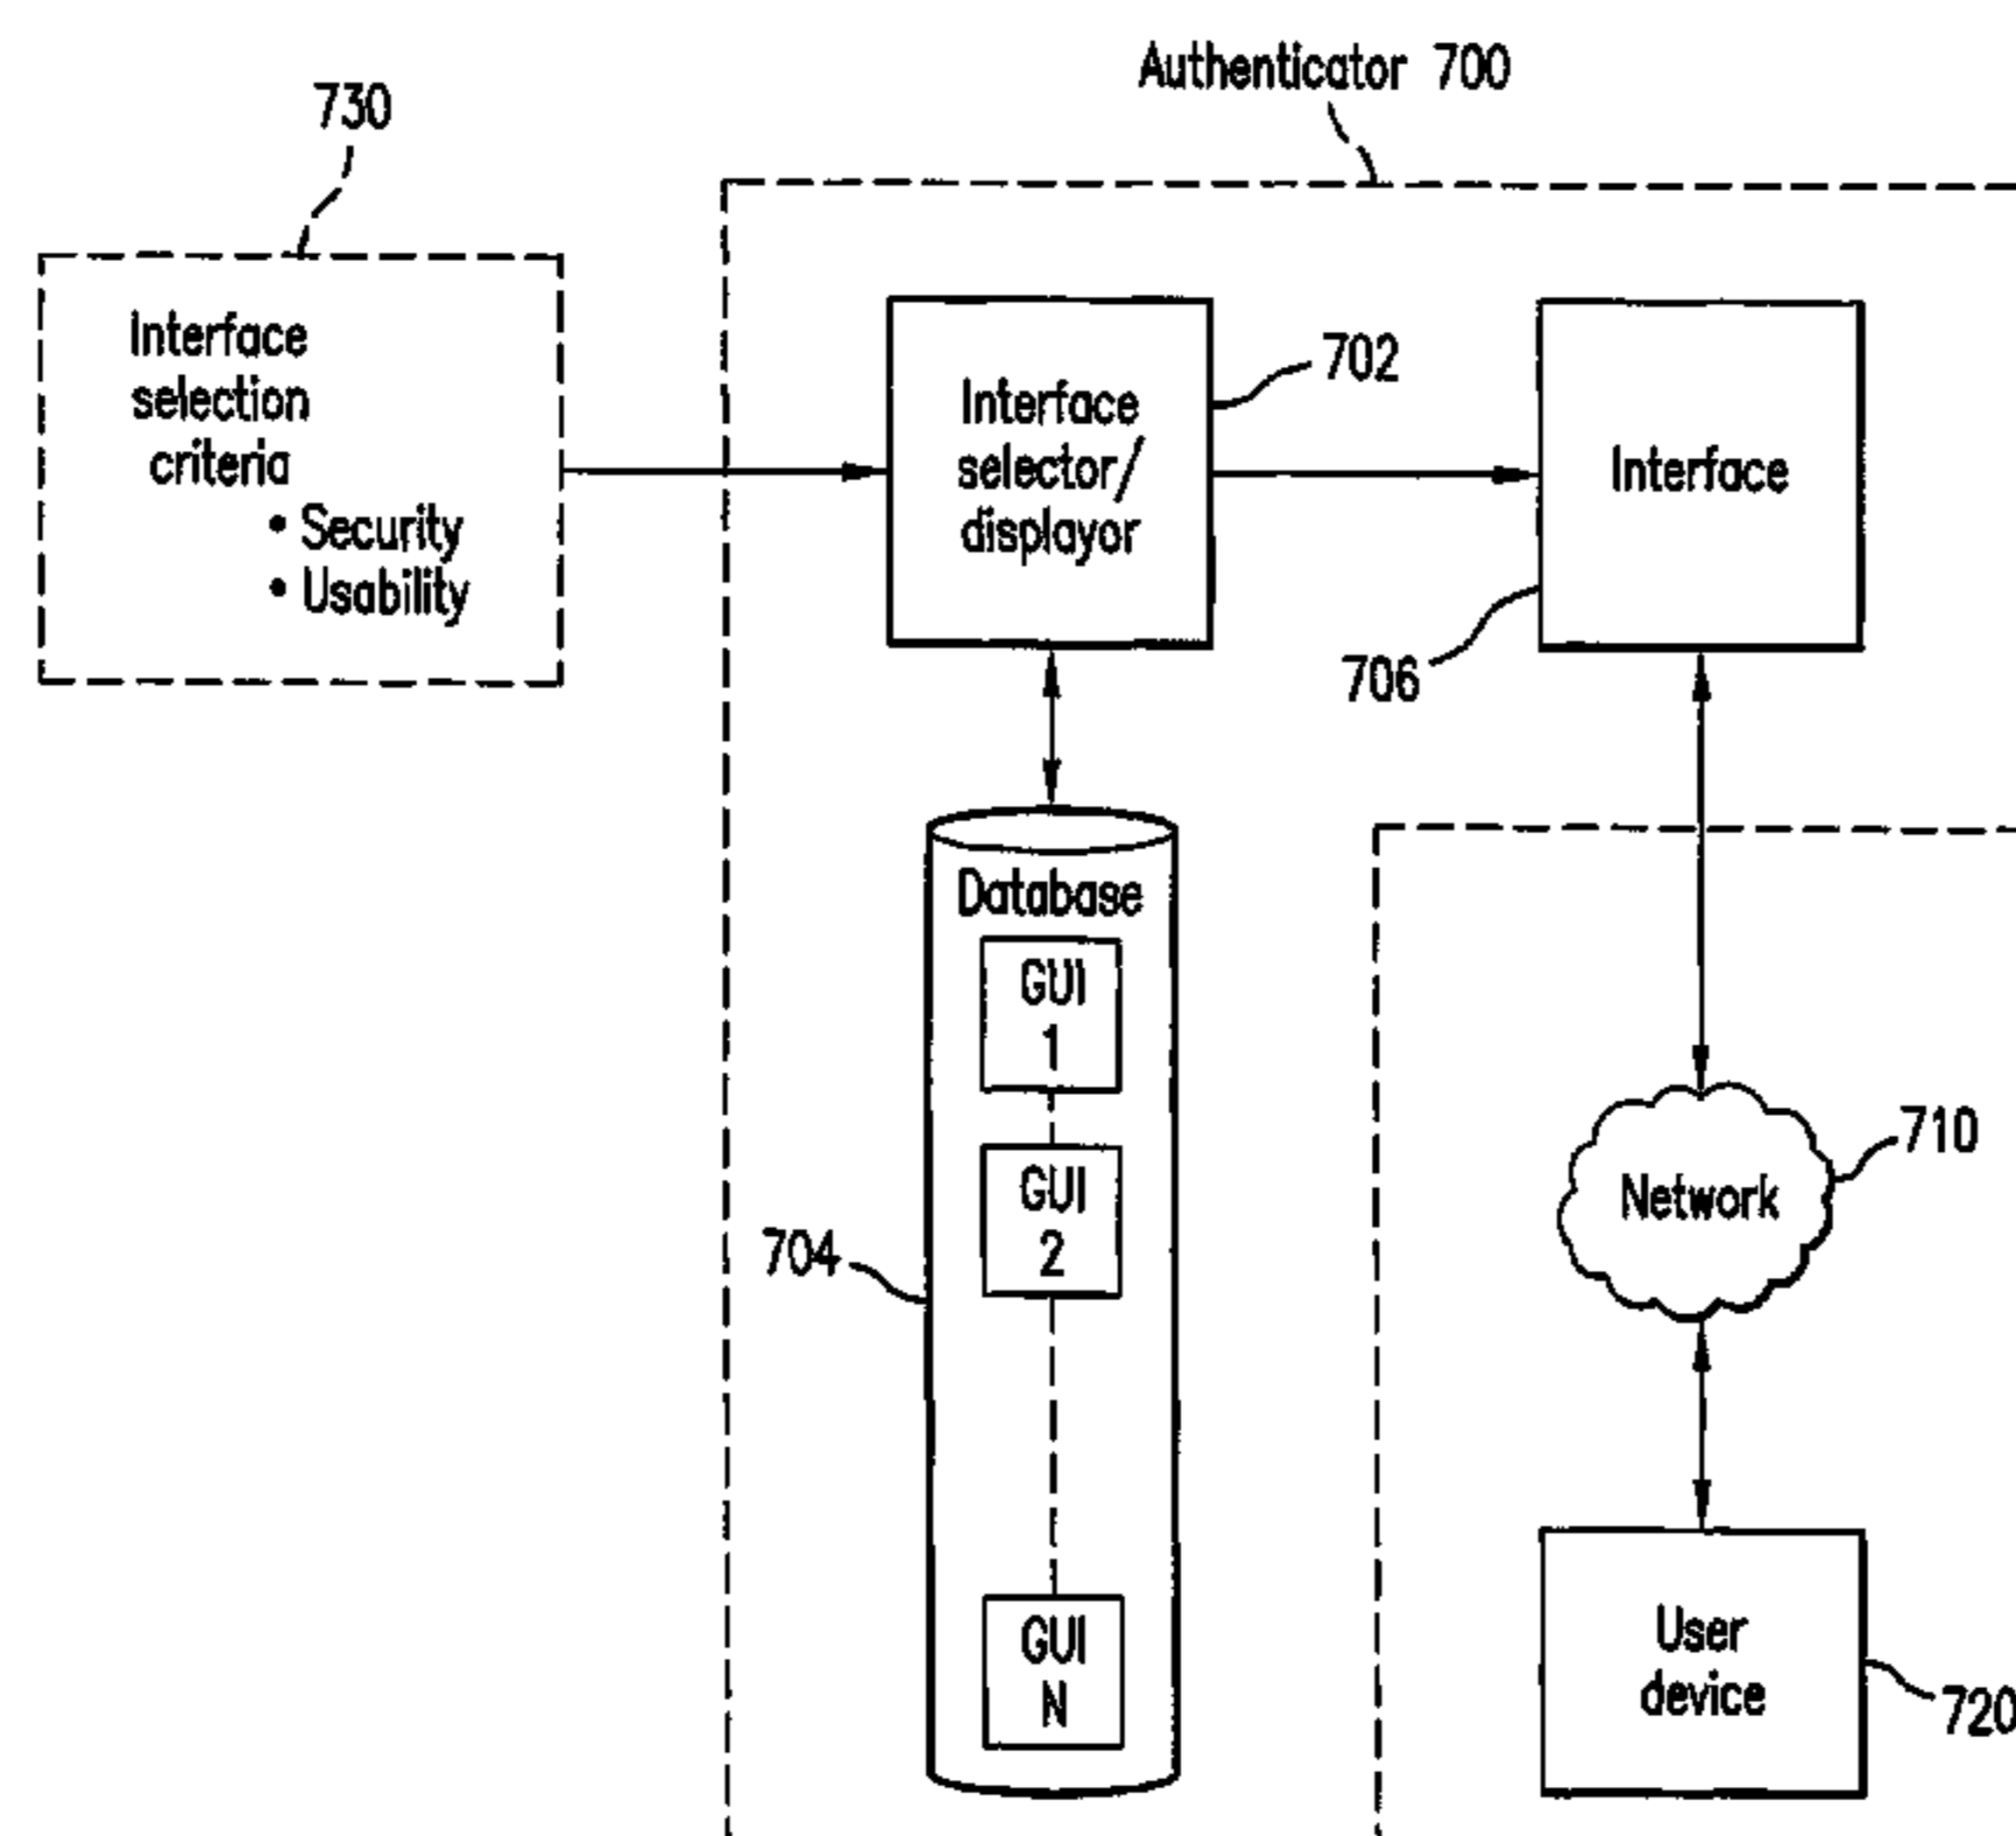 Authenticator 700
730
Interface
selection
criteria
• Security
• Usability
Interface
selector/
displayor
702
Interface
706
Database
GUI
1
GUI
2
GUI
N
704
Network
710
User
device
720